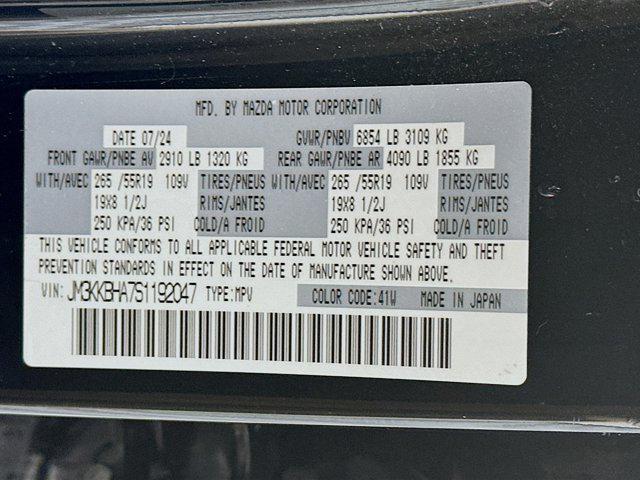 MFD. BY MAZDA MOTOR CORPORATION
DATE 07/24 GVWR/PNBV 6854 LB 3109 KG
FRONT GAWR/PNBE AV 2910 LB 1320 KG REAR GAWR/PNBE AR 4090 LB 1855 KG
WITH/AVEC 265 /55R19 109V TIRES/PNEUS WITH/AVEC 265 /55R19 109V TIRES/PNEUS
19X8 1/2J RIMS/JANTES 19X8 1/2J RIMS/JANTES
250 KPA/36 PSI COLD/A FROID 250 KPA/36 PSI COLD/A FROID
THIS VEHICLE CONFORMS TO ALL APPLICABLE FEDERAL MOTOR VEHICLE SAFETY AND THEFT
PREVENTION STANDARDS IN EFFECT ON THE DATE OF MANUFACTURE SHOWN ABOVE.
VIN: JM3KKBHA7S1192047 TYPE:MPV COLOR CODE:41W MADE IN JAPAN